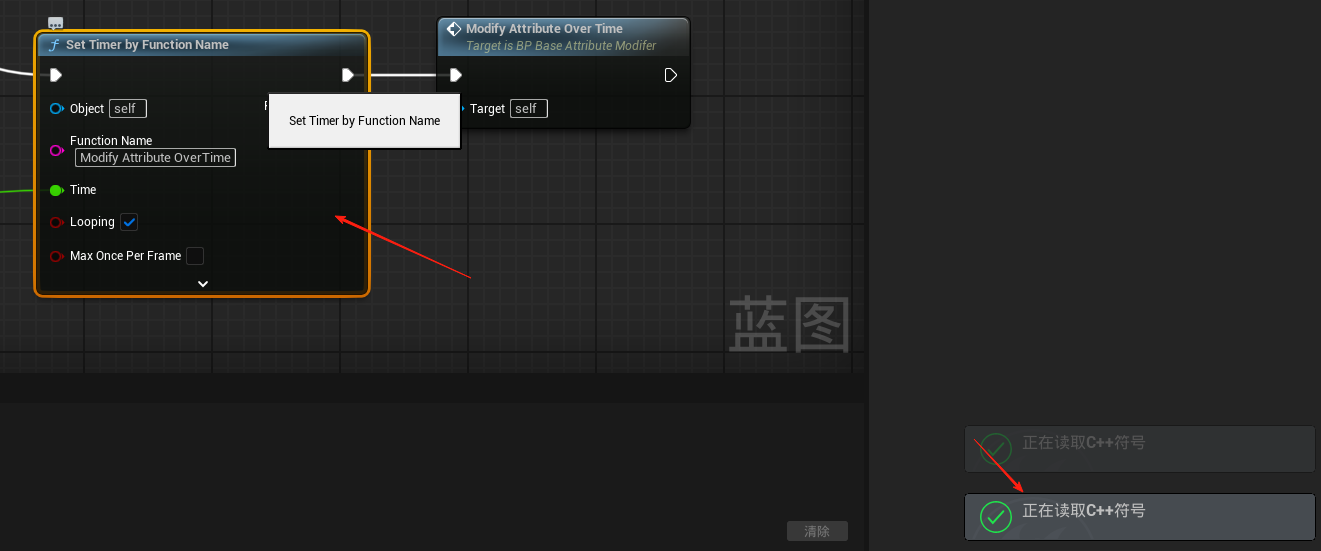 Set Timer by Function Name
Modify Attribute Over Time
Target is BP Base Attribute Modifer
Object
self
Target
self
Set Timer by Function Name
Function Name
Modify Attribute OverTime
Time
Looping
Max Once Per Frame
蓝图
正在读取C++符号
正在读取C++符号
清除